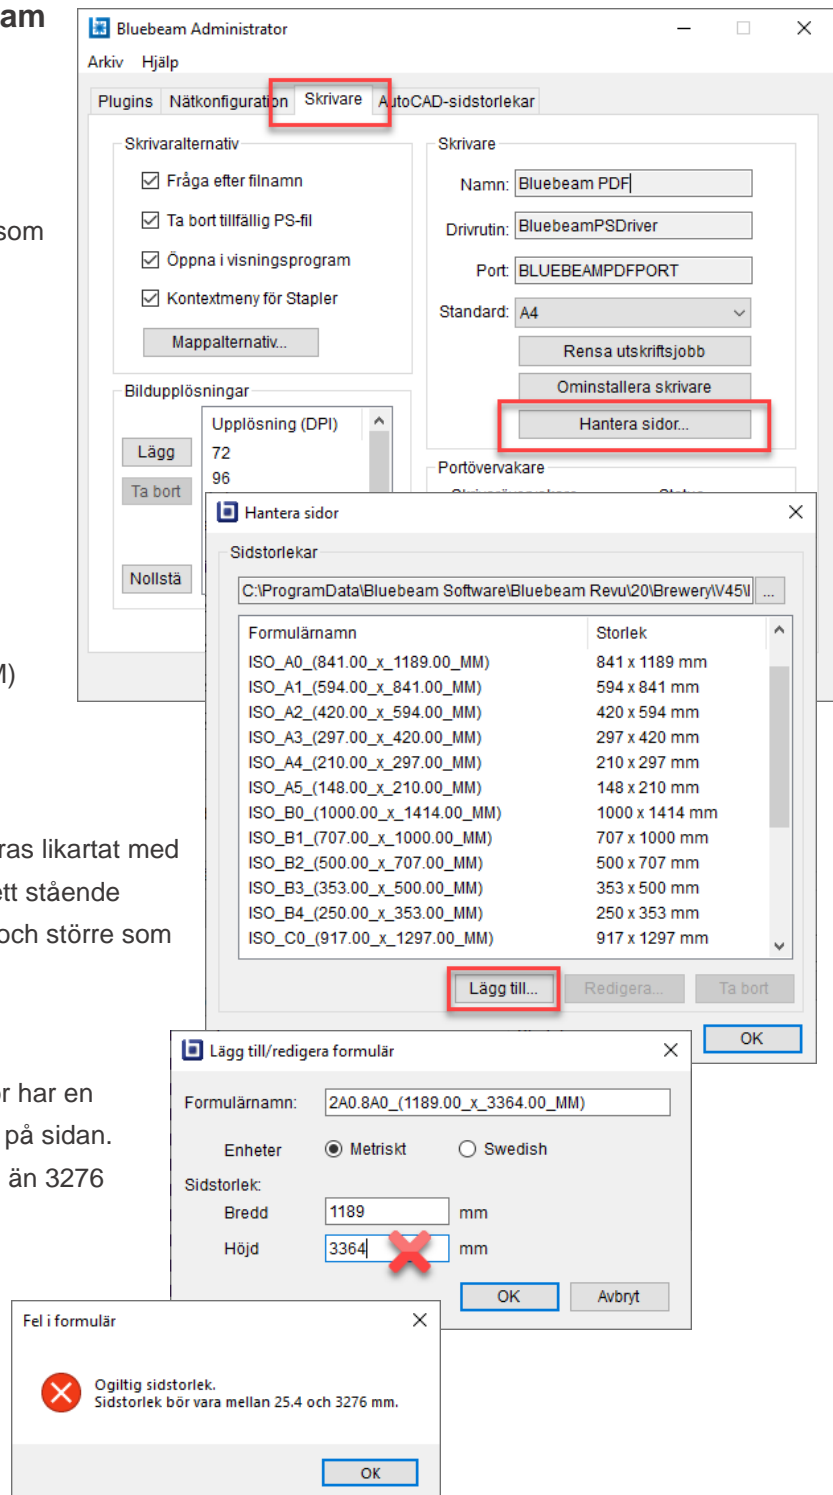 am
Bluebeam Administrator
Arkiv Hjälp
Plugins Nätkonfiguration Skrivare AutoCAD-sidstorlekar
Skrivaralternativ
Fråga efter filnamn
Ta bort tillfällig PS-fil
som
Öppna i visningsprogram
Kontextmeny för Stapler
Mappalternativ...
Skrivare
Namn: Bluebeam PDF
Drivrutin: BluebeamPSDriver
Port: BLUEBEAMPDFPORT
Standard: A4
Rensa utskriftsjobb
Ominstallera skrivare
Hantera sidor...
Bildupplösningar
Upplösning (DPI)
Lägg
72
Ta bort
96
Nollstä
Portövervakare
Hantera sidor
Sidstorlekar
C:\ProgramData\Bluebeam Software\Bluebeam Revu\20\Brewery\V45\I ...
Formulärnamn Storlek
ISO_A0_(841.00_x_1189.00_MM) 841 x 1189 mm
M)
ISO_A1_(594.00_x_841.00_MM) 594 x 841 mm
ISO_A2_(420.00_x_594.00_MM) 420 x 594 mm
ISO_A3_(297.00_x_420.00_MM) 297 x 420 mm
ISO_A4_(210.00_x_297.00_MM) 210 x 297 mm
ISO_A5_(148.00_x_210.00_MM) 148 x 210 mm
ISO_B0_(1000.00_x_1414.00_MM) 1000 x 1414 mm
ISO_B1_(707.00_x_1000.00_MM) 707 x 1000 mm
ras likartat med
ISO_B2_(500.00_x_707.00_MM) 500 x 707 mm
ett stående
ISO_B3_(353.00_x_500.00_MM) 353 x 500 mm
ISO_B4_(250.00_x_353.00_MM) 250 x 353 mm
och större som
ISO_C0_(917.00_x_1297.00_MM) 917 x 1297 mm
Lägg till... Redigera... Ta bort
OK
Lägg till/redigera formulär
or har en
Formulärnamn: 2A0.8A0_(1189.00_x_3364.00_MM)
på sidan.
Enheter Metriskt Swedish
än 3276
Sidstorlek:
Bredd 1189 mm
Höjd 3364 mm
OK Avbryt
Fel i formulär
Ogiltig sidstorlek.
Sidstorlek bör vara mellan 25.4 och 3276 mm.
OK